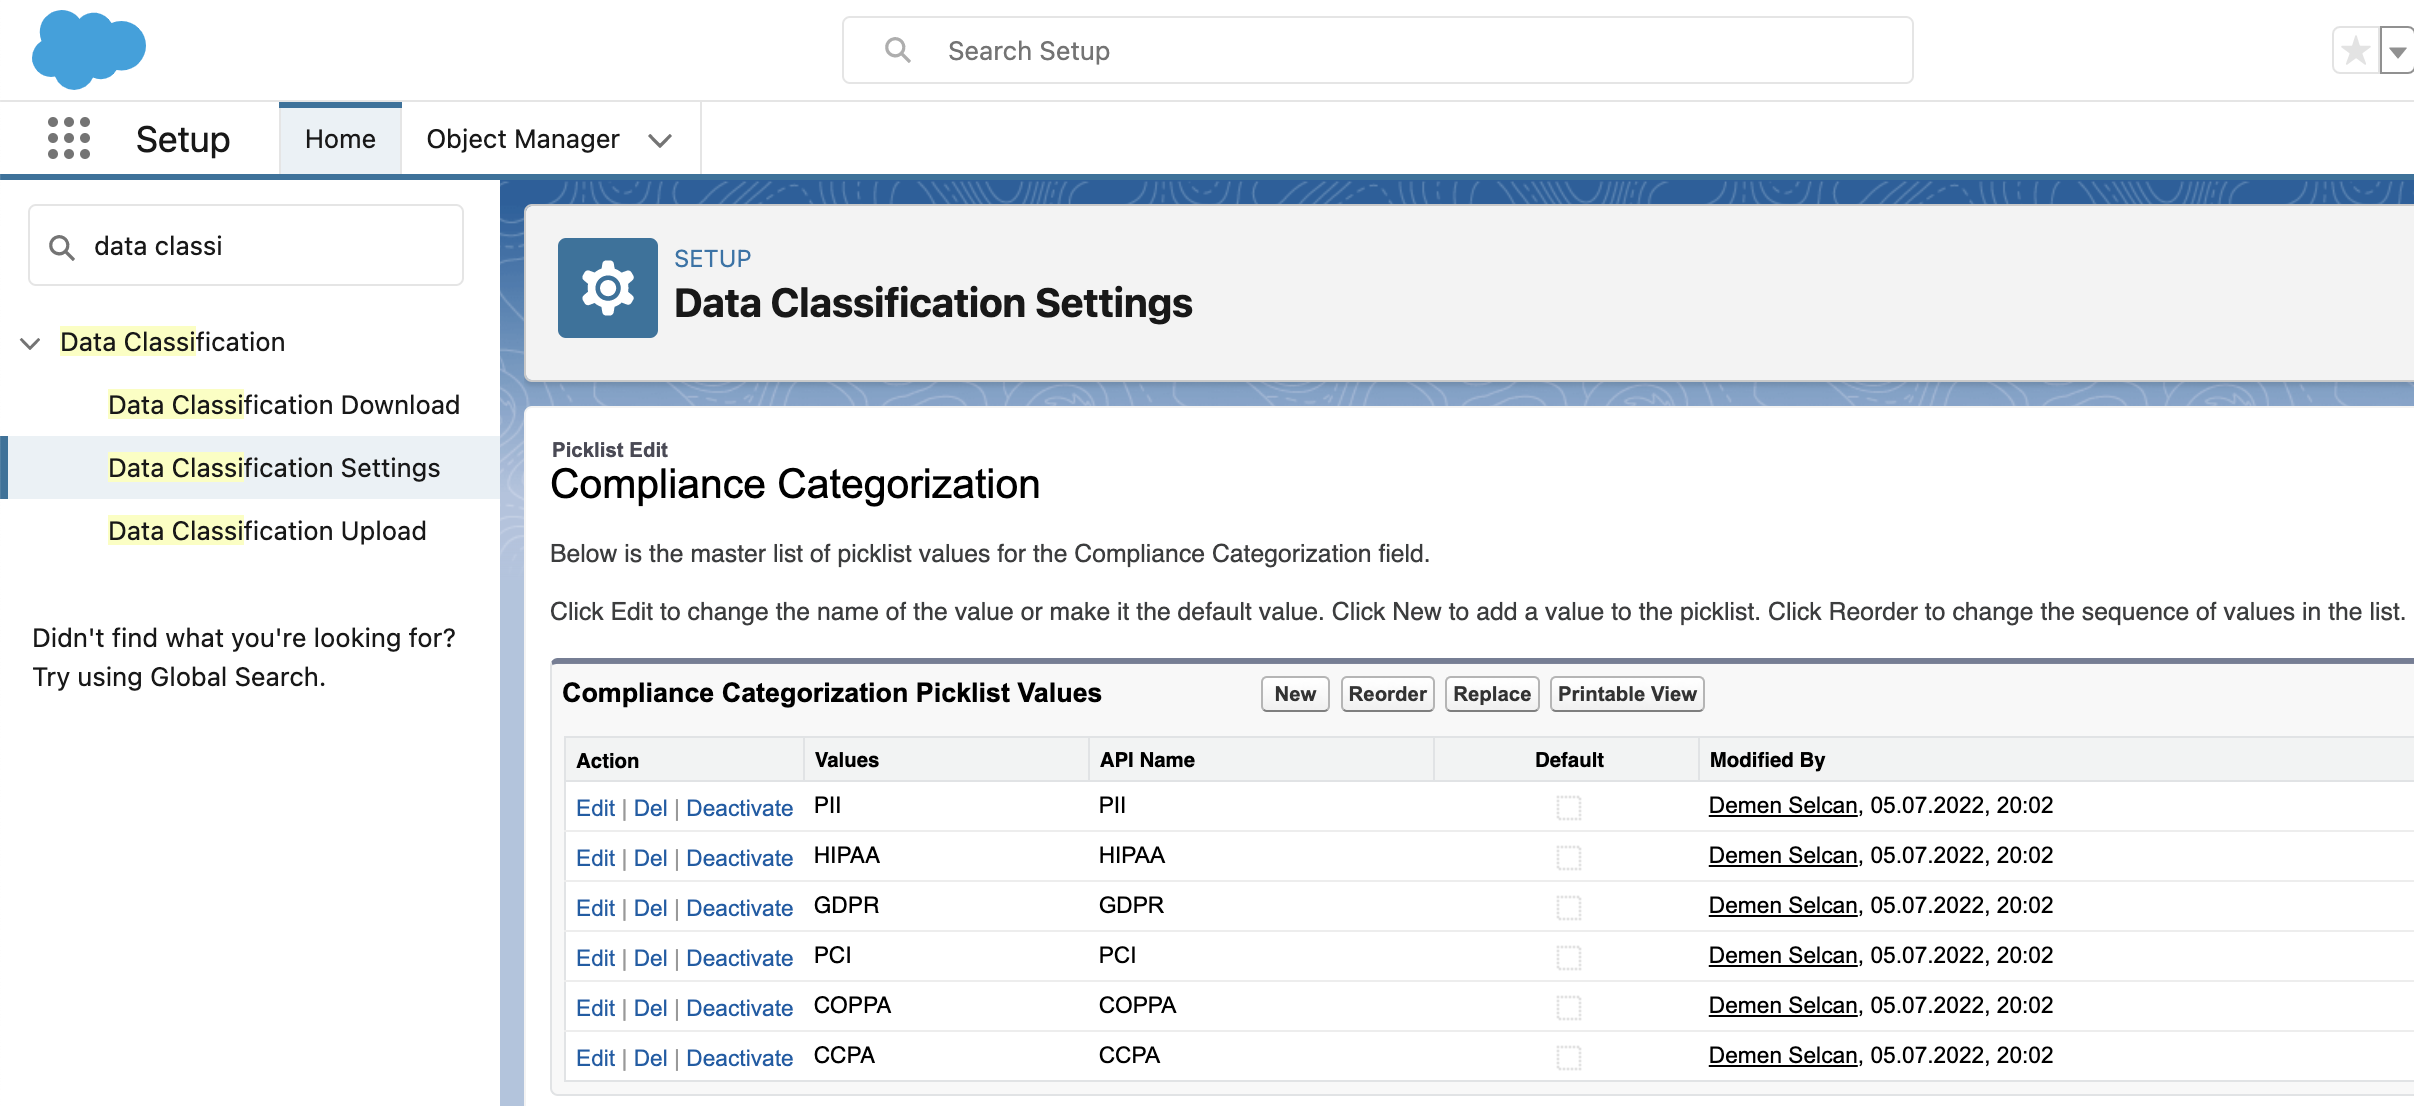 Search Setup
Setup
Home
Object Manager
data classi
Data Classification
Data Classification Download
Data Classification Settings
Data Classification Upload
Didn't find what you're looking for?
Try using Global Search.
SETUP
Data Classification Settings
Picklist Edit
Compliance Categorization
Below is the master list of picklist values for the Compliance Categorization field.
Click Edit to change the name of the value or make it the default value. Click New to add a value to the picklist. Click Reorder to change the sequence of values in the list.
Compliance Categorization Picklist Values New Reorder Replace Printable View
Action Values API Name Default Modified By
Edit | Del | Deactivate PII PII Demen Selcan, 05.07.2022, 20:02
Edit | Del | Deactivate HIPAA HIPAA Demen Selcan, 05.07.2022, 20:02
Edit | Del | Deactivate GDPR GDPR Demen Selcan, 05.07.2022, 20:02
Edit | Del | Deactivate PCI PCI Demen Selcan, 05.07.2022, 20:02
Edit | Del | Deactivate COPPA COPPA Demen Selcan, 05.07.2022, 20:02
Edit | Del | Deactivate CCPA CCPA Demen Selcan, 05.07.2022, 20:02